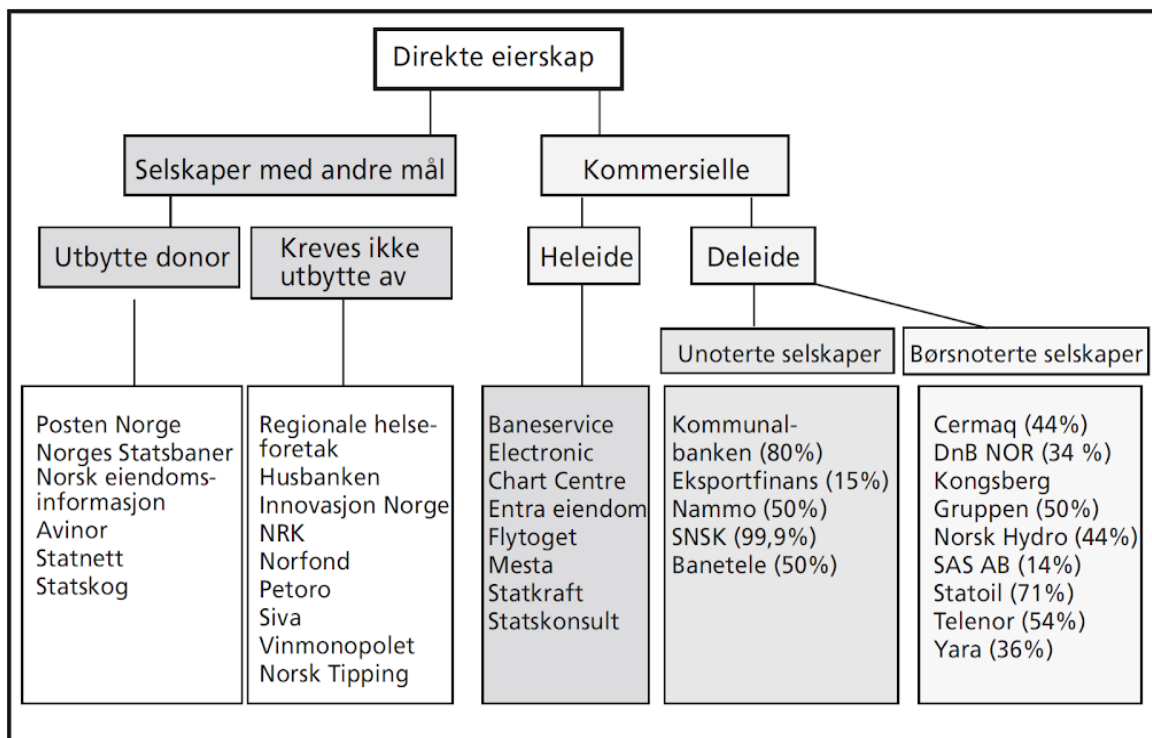 Direkte eierskap
Selskaper med andre mål
Kommersielle
Utbytte donor
Kreves ikke
utbytte av
Heleide
Deleide
Unoterte selskaper
Børsnoterte selskaper
Posten Norge
Norges Statsbaner
Norsk eiendoms-
informasjon
Avinor
Statnett
Statskog
Regionale helse-
foretak
Husbanken
Innovasjon Norge
NRK
Norfond
Petoro
Siva
Vinmonopolet
Norsk Tipping
Baneservice
Electronic
Chart Centre
Entra eiendom
Flytoget
Mesta
Statkraft
Statskonsult
Kommunal-
banken (80%)
Eksportfinans (15%)
Nammo (50%)
SNSK (99,9%)
Banetele (50%)
Cermaq (44%)
DnB NOR (34 %)
Kongsberg
Gruppen (50%)
Norsk Hydro (44%)
SAS AB (14%)
Statoil (71%)
Telenor (54%)
Yara (36%)